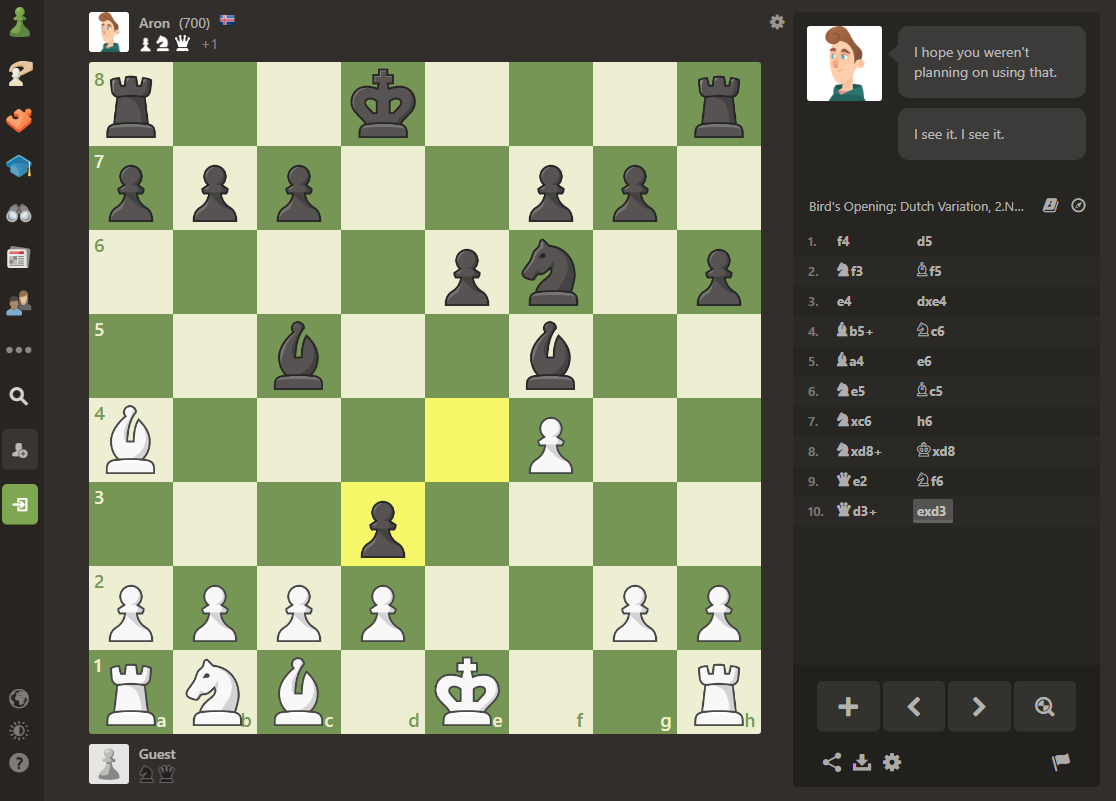 Aron (700)
+1
8
7
6
5
4
3
2
1
a b c d e f g h
Guest
I hope you weren't
planning on using that.
I see it. I see it.
Bird's Opening: Dutch Variation, 2.N...
1. f4 d5
2. ♞f3 ♗f5
3. e4 dxe4
4. ♝b5+ ♘c6
5. ♝a4 e6
6. ♞e5 ♗c5
7. ♞xc6 h6
8. ♞xd8+ ♔xd8
9. ♛e2 ♘f6
10. ♛d3+ exd3